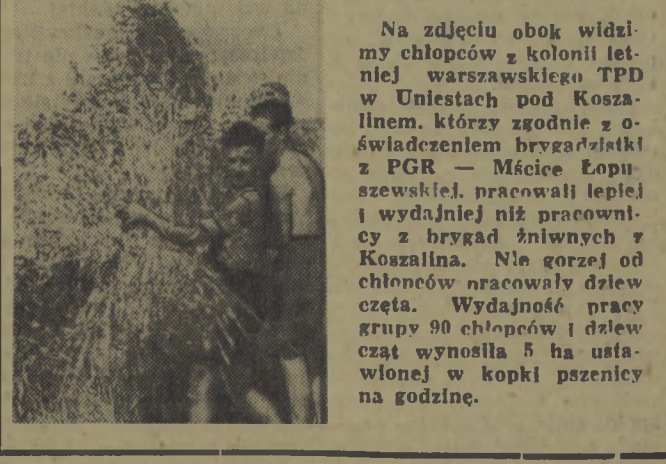 Na zdjęciu obok widzi-
my chłopców z kolonii let-
niej warszawskiego TPD
w Uniestach pod Kosza-
linem. którzy zgodnie z o-
świadczeniem brygadzistki
z PGR — Mścice Łopu
szewskiej. pracowali lepiej
i wydajniej niż pracowni-
cy z brygad żniwnych z
Koszalina. Nie gorzej od
chłopców pracowały dziew
częta. Wydajność pracy
grupy 90 chłopców i dziew
cząt wynosiła 5 ha usta-
wionej w kopki pszenicy
na godzinę.